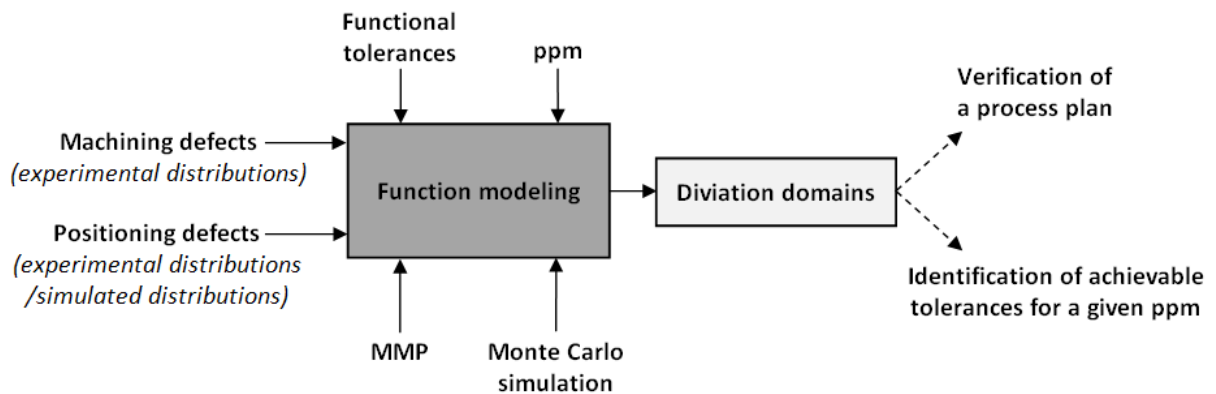 Functional
tolerances
ppm
Verification of
a process plan
Machining defects
(experimental distributions)
Function modeling
Diviation domains
Positioning defects
(experimental distributions
/simulated distributions)
Identification of achievable
tolerances for a given ppm
MMP
Monte Carlo
simulation